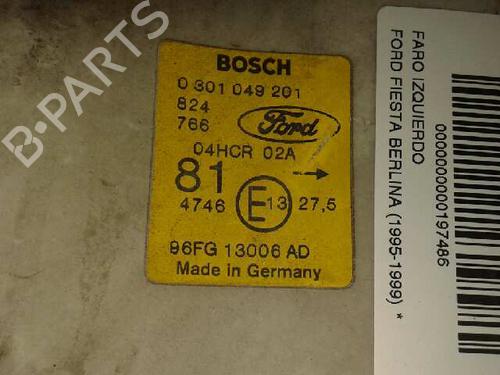 BOSCH
0 301 049 201
824
766
Ford
04HCR 02A
81
4746
E 13 27,5
96FG 13006 AD
Made in Germany
FARO IZQUIERDO
FORD FIESTA BERLINA (1995-1999) *
0000000000197486
B-PARTS